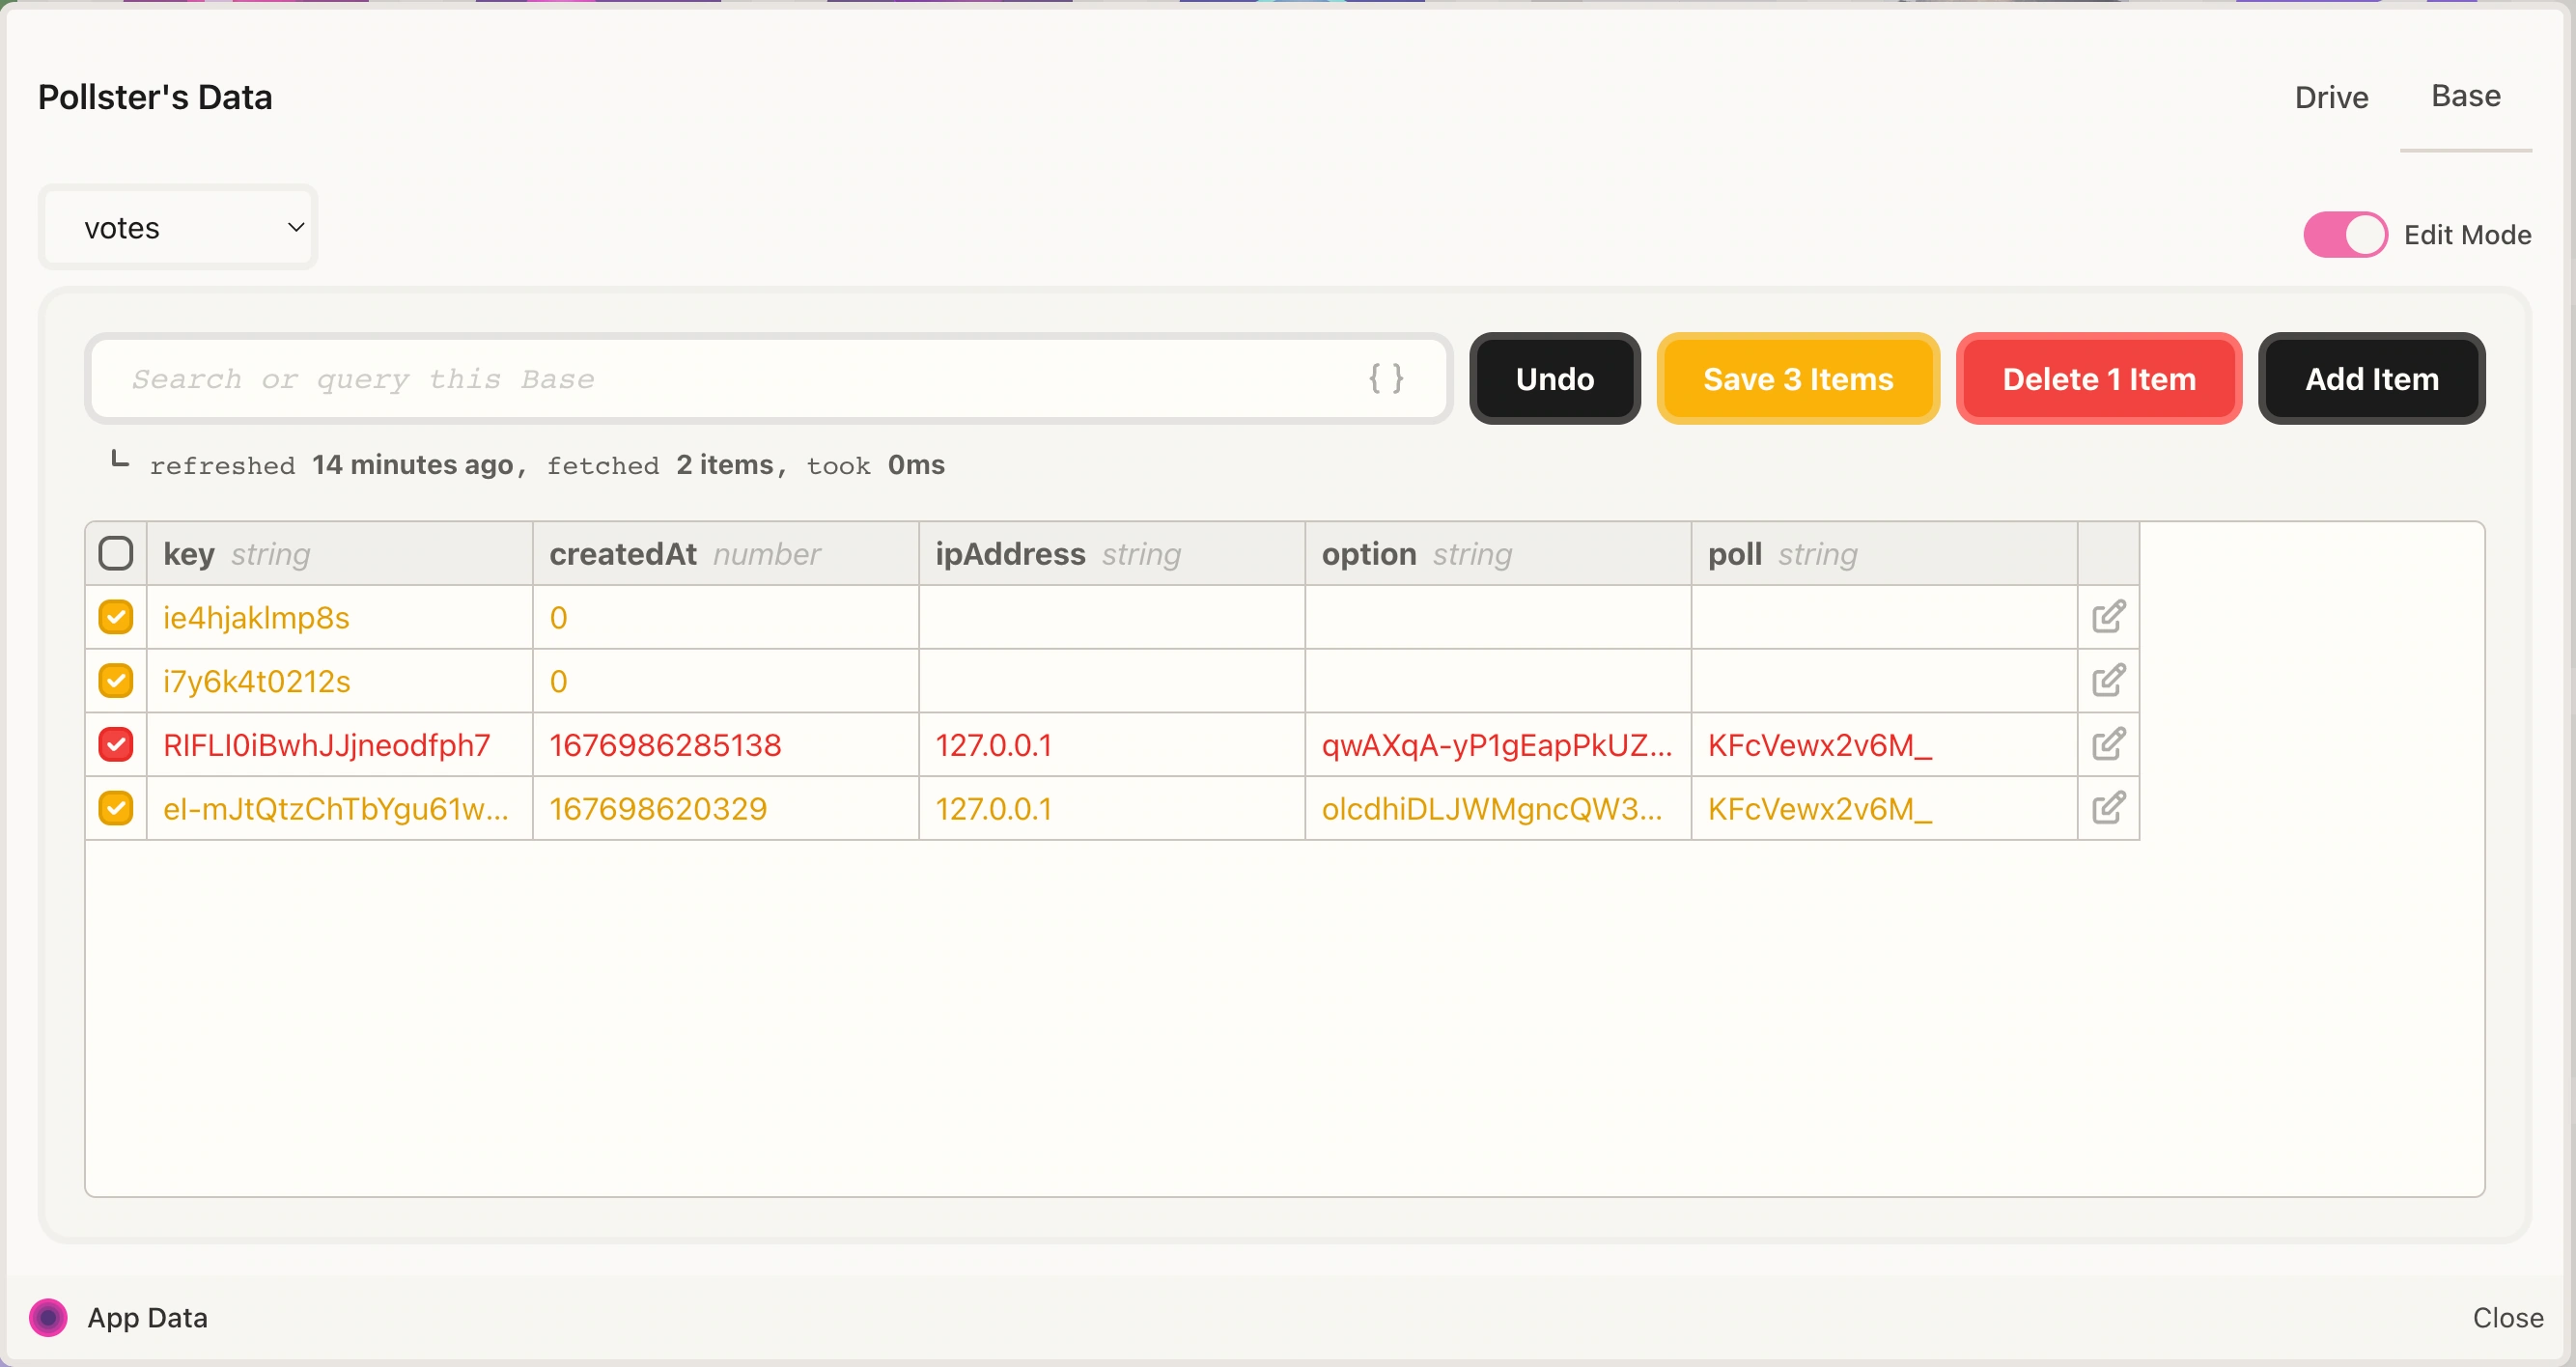 Pollster's Data Drive Base
votes Edit Mode
Search or query this Base { } Undo Save 3 Items Delete 1 Item Add Item
refreshed 14 minutes ago, fetched 2 items, took 0ms
key string createdAt number ipAddress string option string poll string
ie4hjaklmp8s 0
i7y6k4t0212s 0
RIFLI0iBwhJJjneodfph7 1676986285138 127.0.0.1 qwAXqA-yP1gEapPkUZ... KFcVewx2v6M_
eI-mJtQtzChTbYgu61w... 167698620329 127.0.0.1 olcdhiDLJWMgncQW3... KFcVewx2v6M_
App Data Close